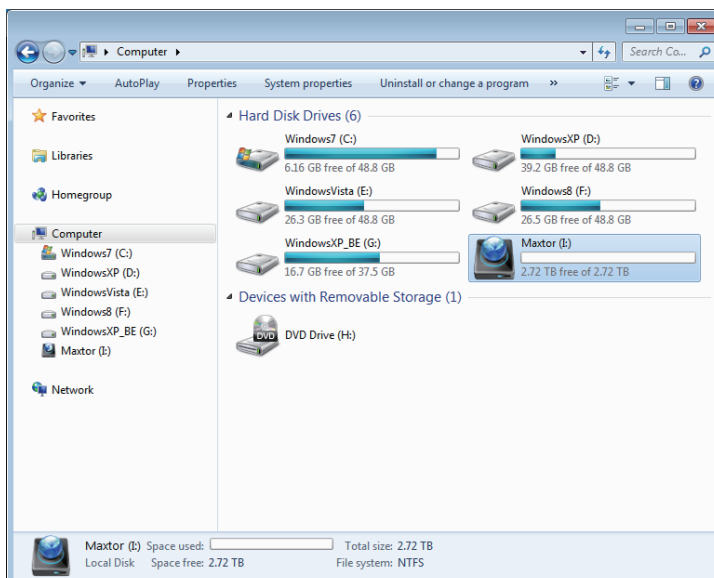 Computer
Search Co...
Organize AutoPlay Properties System properties Uninstall or change a program »
Favorites
Libraries
Homegroup
Computer
Windows7 (C:)
WindowsXP (D:)
WindowsVista (E:)
Windows8 (F:)
WindowsXP_BE (G:)
Maxtor (I:)
Network
Hard Disk Drives (6)
Windows7 (C:)
6.16 GB free of 48.8 GB
WindowsXP (D:)
39.2 GB free of 48.8 GB
WindowsVista (E:)
26.3 GB free of 48.8 GB
Windows8 (F:)
26.5 GB free of 48.8 GB
WindowsXP_BE (G:)
16.7 GB free of 37.5 GB
Maxtor (I:)
2.72 TB free of 2.72 TB
Devices with Removable Storage (1)
DVD
DVD Drive (H:)
Maxtor (I:) Space used: Total size: 2.72 TB
Local Disk Space free: 2.72 TB File system: NTFS